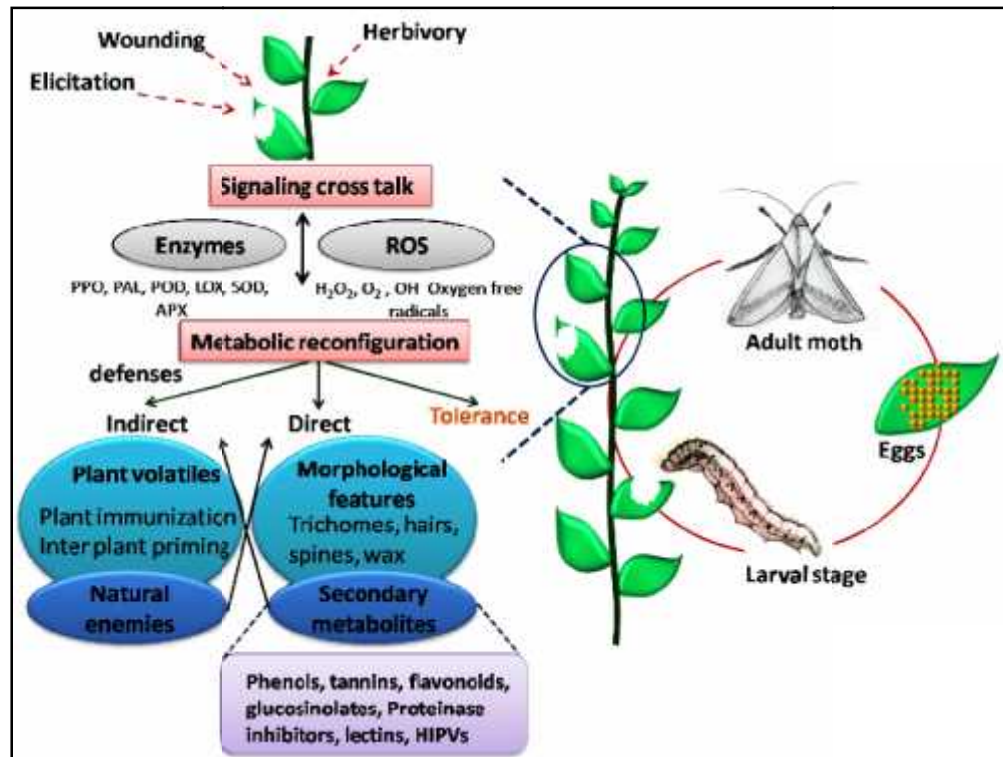 Wounding
Herbivory
Elicitation
Signaling cross talk
Enzymes
ROS
PPO, PAL, POD, LOX, SOD,
APX
H₂O₂, O₂ , OH Oxygen free
radicals
Metabolic reconfiguration
defenses
Indirect
Direct
Tolerance
Plant volatiles
Plant immunization
Inter plant priming
Natural
enemies
Morphological
features
Trichomes, hairs,
spines, wax
Secondary
metabolites
Phenols, tannins, flavonoids,
glucosinolates, Proteinase
inhibitors, lectins, HIPVs
Adult moth
Eggs
Larval stage